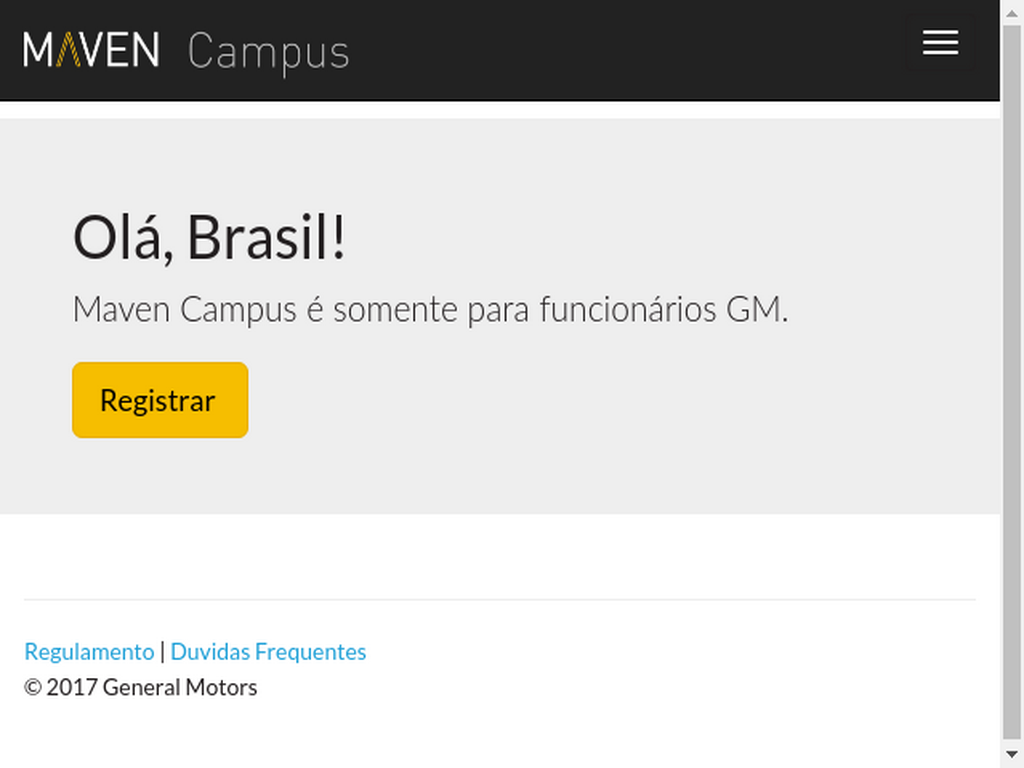 MAVEN Campus
Olá, Brasil!
Maven Campus é somente para funcionários GM.
Registrar
Regulamento | Duvidas Frequentes
© 2017 General Motors